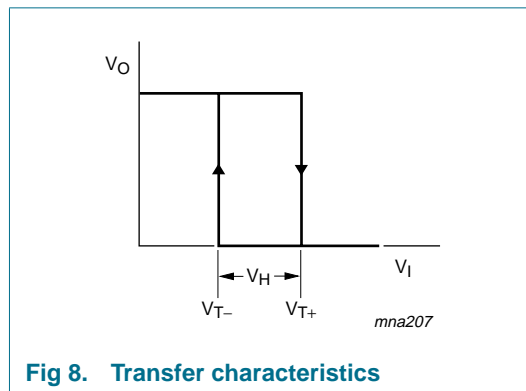 VO
VH
VI
VT−
VT+
mna207
Fig 8. Transfer characteristics